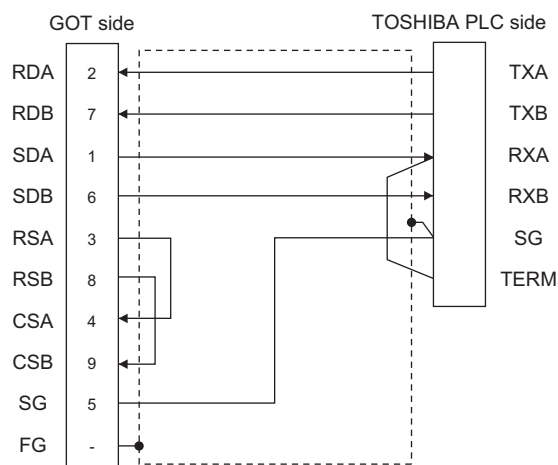 GOT side
TOSHIBA PLC side
RDA 2 TXA
RDB 7 TXB
SDA 1 RXA
SDB 6 RXB
RSA 3 SG
RSB 8 TERM
CSA 4
CSB 9
SG 5
FG -